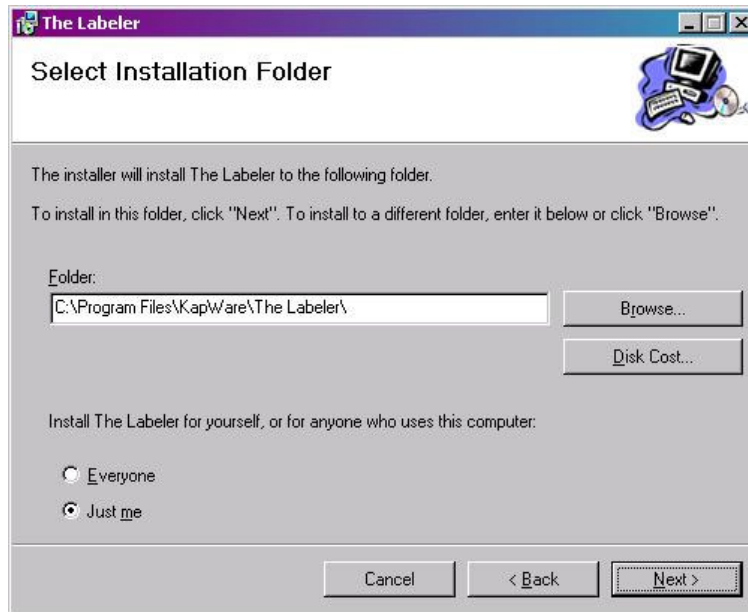 The Labeler
Select Installation Folder
The installer will install The Labeler to the following folder.
To install in this folder, click "Next". To install to a different folder, enter it below or click "Browse".
Folder:
C:\Program Files\KapWare\The Labeler\
Browse...
Disk Cost...
Install The Labeler for yourself, or for anyone who uses this computer:
Everyone
Just me
Cancel
< Back
Next >